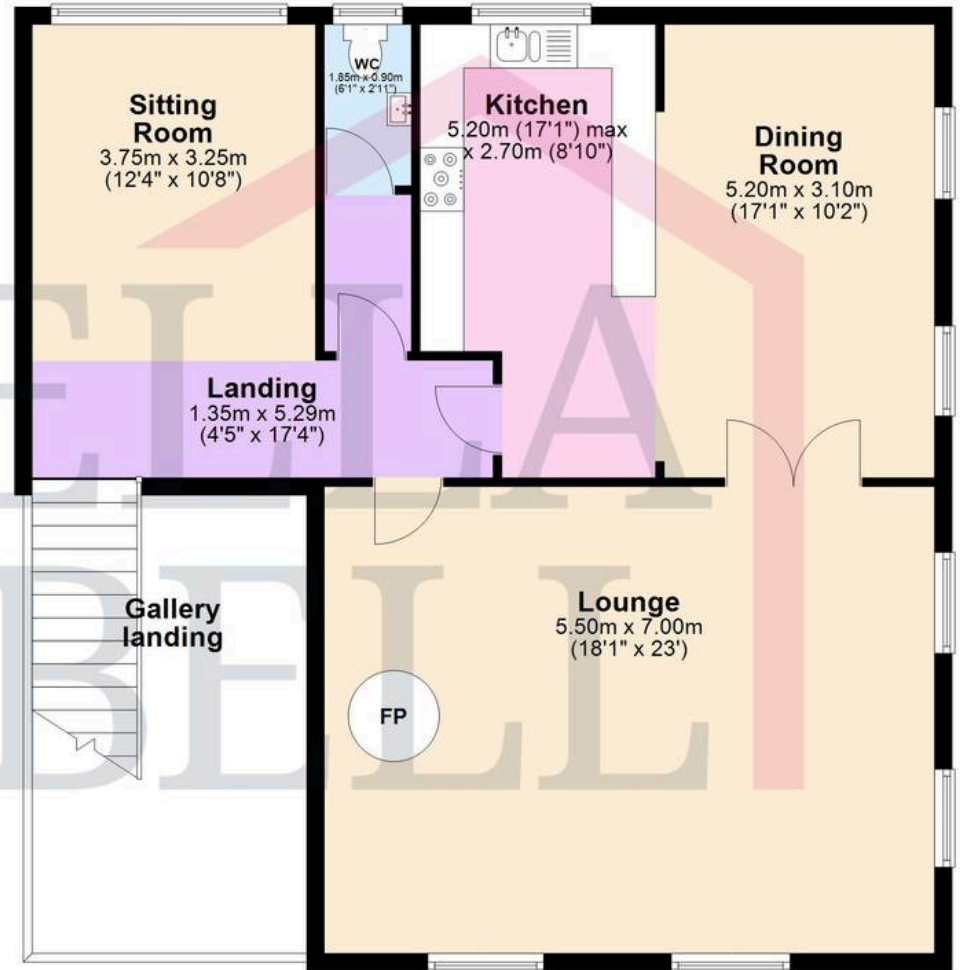 Sitting
Room
3.75m x 3.25m
(12'4" x 10'8")
WC
1.85m x 0.90m
(6'1" x 2'11")
Kitchen
5.20m (17'1") max
x 2.70m (8'10")
Dining
Room
5.20m x 3.10m
(17'1" x 10'2")
Landing
1.35m x 5.29m
(4'5" x 17'4")
Gallery
landing
Lounge
5.50m x 7.00m
(18'1" x 23')
FP
ELLA
BELL